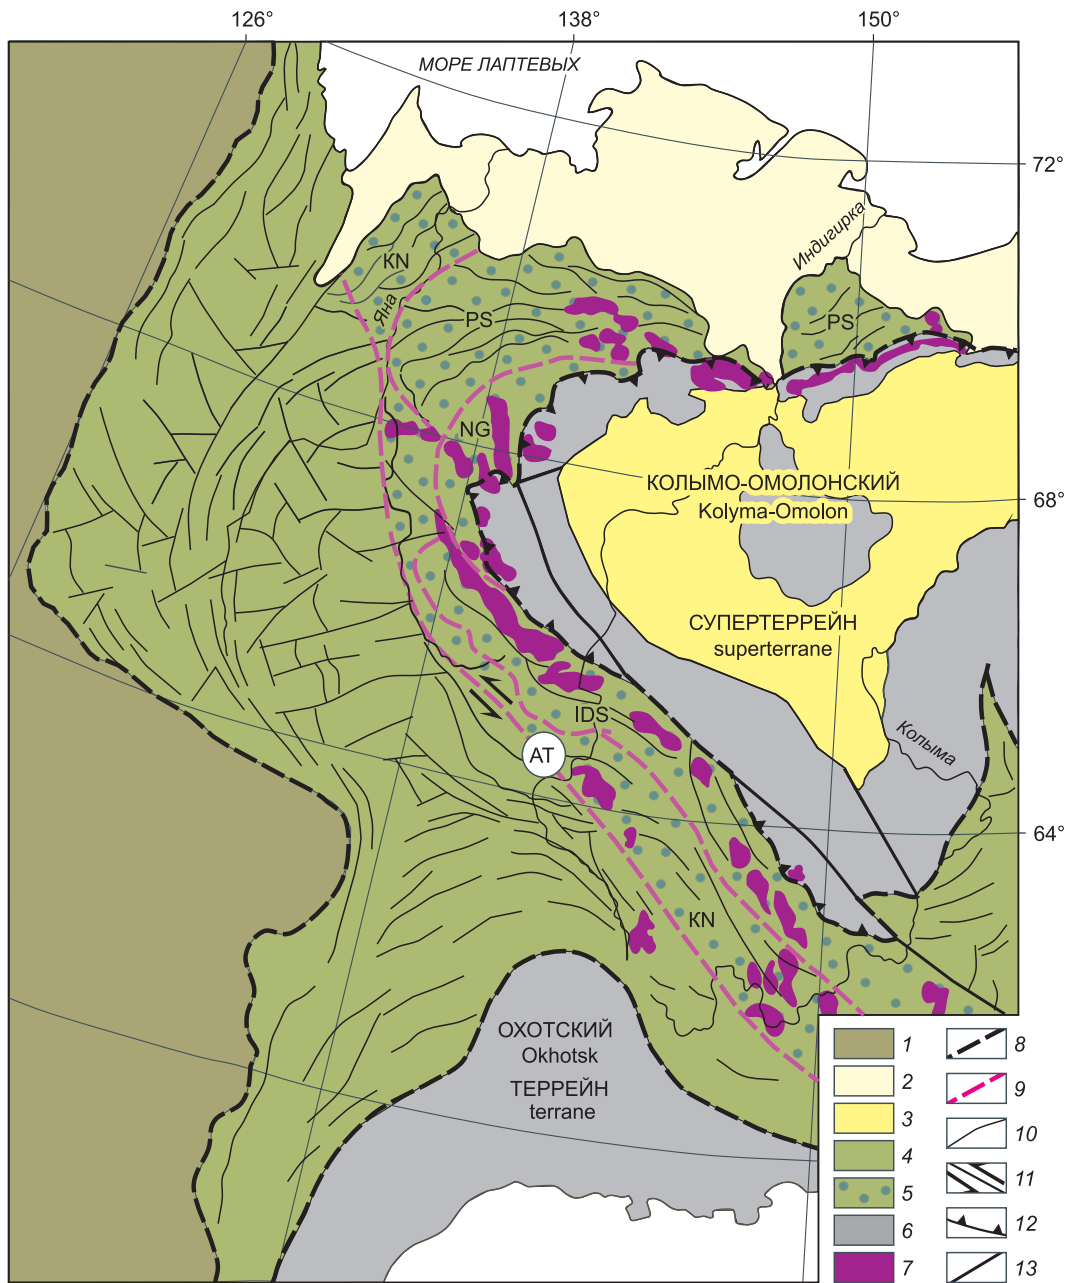 126°
138°
150°
МОРЕ ЛАПТЕВЫХ
72°
Индигирка
KN
Яна
PS
PS
NG
КОЛЫМО-ОМОЛОНСКИЙ
Kolyma-Omolon
68°
СУПЕРТЕРРЕЙН
superterrane
IDS
Колыма
AT
64°
KN
ОХОТСКИЙ
Okhotsk
ТЕРРЕЙН
terrane
1
2
3
4
5
6
7
8
9
10
11
12
13